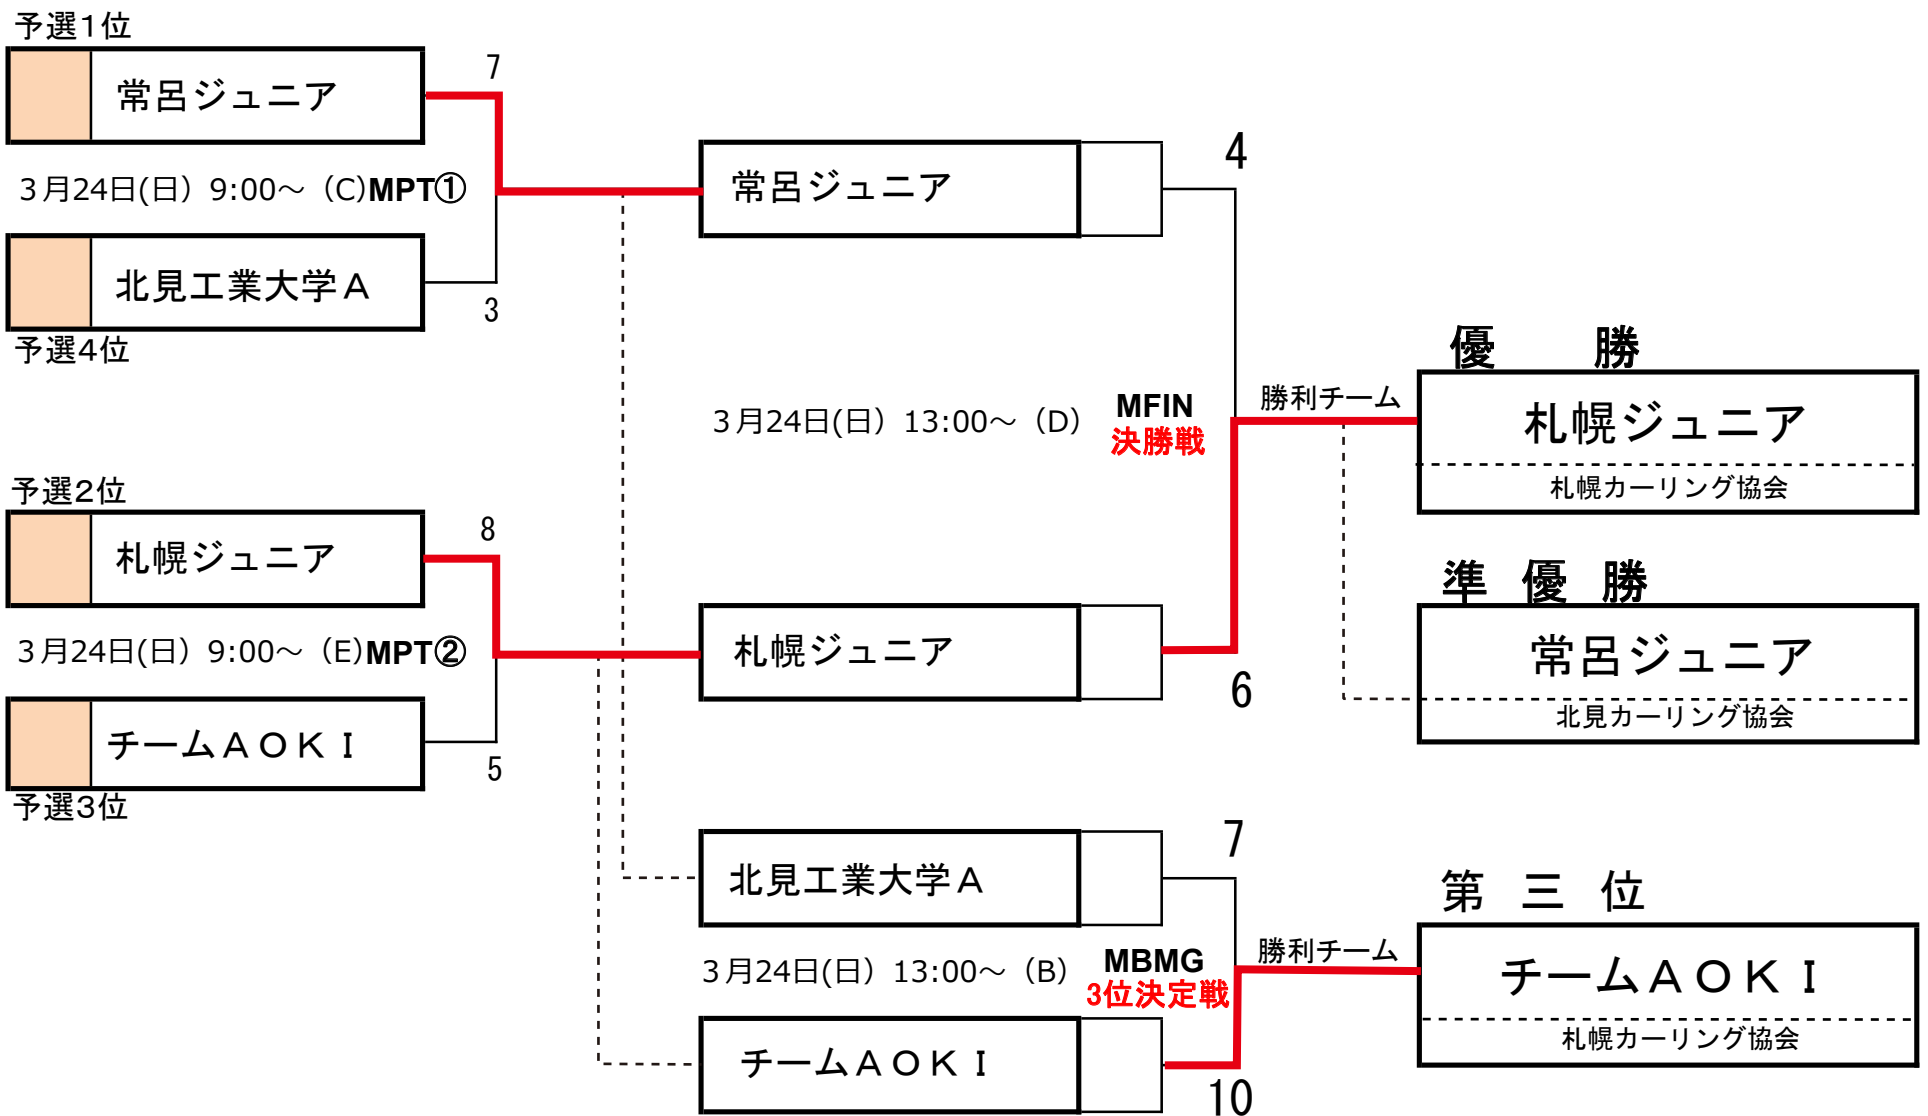 予選1位
常呂ジュニア
7
3月24日(日) 9:00～ (C)MPT①
北見工業大学A
3
予選4位
予選2位
札幌ジュニア
8
3月24日(日) 9:00～ (E)MPT②
チームAOKI
5
予選3位
常呂ジュニア
4
3月24日(日) 13:00～ (D)
MFIN
決勝戦
札幌ジュニア
6
北見工業大学A
7
3月24日(日) 13:00～ (B)
MBMG
3位決定戦
チームAOKI
10
勝利チーム
優 勝
札幌ジュニア
札幌カーリング協会
準 優 勝
常呂ジュニア
北見カーリング協会
勝利チーム
第 三 位
チームAOKI
札幌カーリング協会